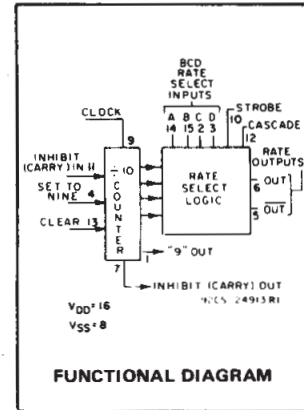 BCD
RATE
SELECT
INPUTS
A B C D
14 15 2 3
STROBE
10
CASCADE
12
CLOCK
9
RATE
OUTPUTS
INHIBIT
(CARRY) IN 11
SET TO
NINE 4
CLEAR 13
÷ 10
COUNTER
RATE
SELECT
LOGIC
6 OUT
5 OUT
1 "9" OUT
7
INHIBIT (CARRY) OUT
92CS-24913R1
VDD=16
VSS=8
FUNCTIONAL DIAGRAM